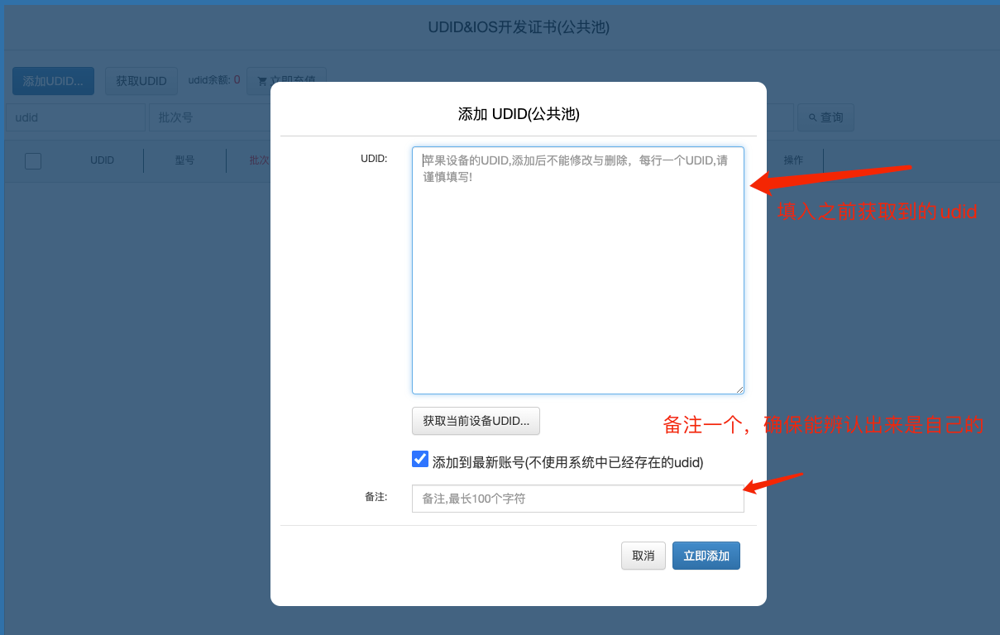 UDID&IOS开发证书(公共池)
添加UDID...
获取UDID
udid余额: 0
立即充值
udid
批次号
查询
UDID
型号
批次
操作
添加 UDID(公共池)
UDID:
苹果设备的UDID,添加后不能修改与删除，每行一个UDID,请
谨慎填写!
填入之前获取到的udid
获取当前设备UDID...
备注一个，确保能辨认出来是自己的
添加到最新账号(不使用系统中已经存在的udid)
备注:
备注,最长100个字符
取消
立即添加